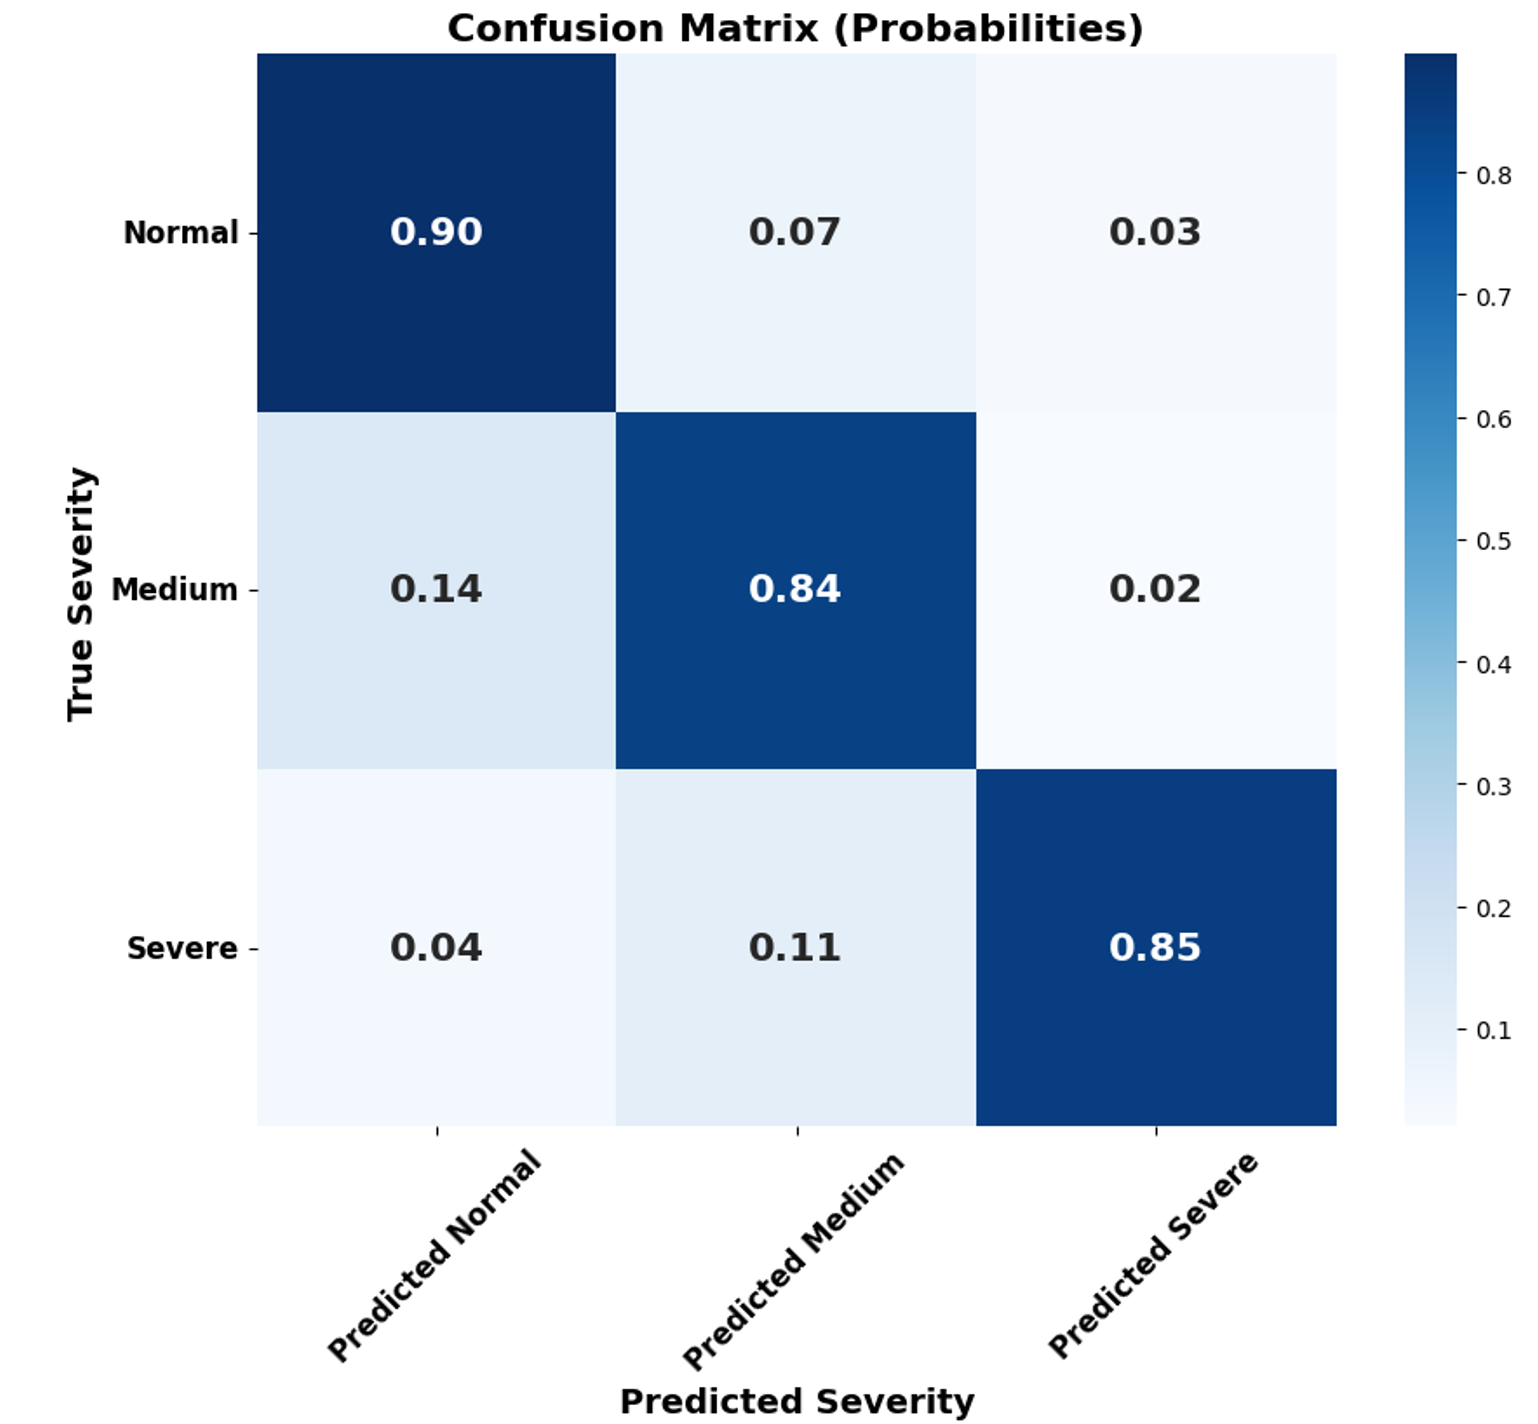 Confusion Matrix (Probabilities)
True Severity
Normal
0.90 0.07 0.03
Medium
0.14 0.84 0.02
Severe
0.04 0.11 0.85
Predicted Normal
Predicted Medium
Predicted Severe
Predicted Severity
0.8
0.7
0.6
0.5
0.4
0.3
0.2
0.1